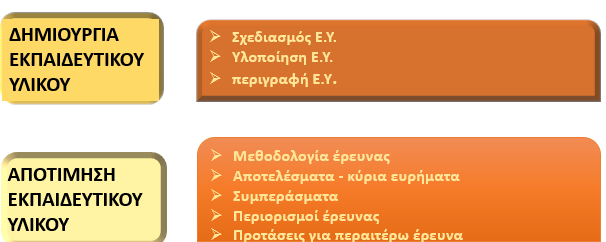 ΔΗΜΙΟΥΡΓΙΑ
ΕΚΠΑΙΔΕΥΤΙΚΟΥ
ΥΛΙΚΟΥ
Σχεδιασμός Ε.Υ.
Υλοποίηση Ε.Υ.
περιγραφή Ε.Υ.
ΑΠΟΤΙΜΗΣΗ
ΕΚΠΑΙΔΕΥΤΙΚΟΥ
ΥΛΙΚΟΥ
Μεθοδολογία έρευνας
Αποτελέσματα - κύρια ευρήματα
Συμπεράσματα
Περιορισμοί έρευνας
Προτάσεις για περαιτέρω έρευνα